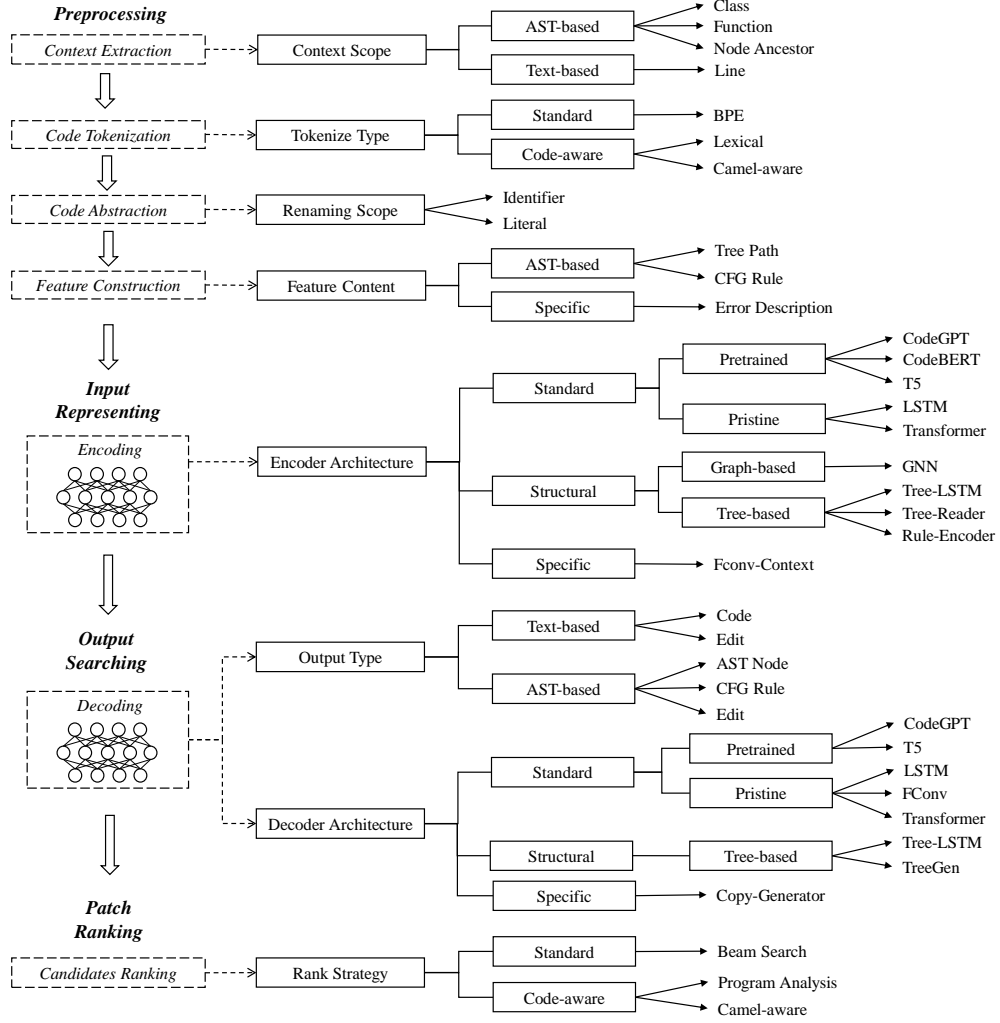 Preprocessing
Class
AST-based
Function
Context Extraction
Context Scope
Node Ancestor
Text-based
Line
Standard
BPE
Code Tokenization
Tokenize Type
Lexical
Code-aware
Camel-aware
Identifier
Code Abstraction
Renaming Scope
Literal
Tree Path
AST-based
CFG Rule
Feature Construction
Feature Content
Specific
Error Description
CodeGPT
Pretrained
CodeBERT
T5
Standard
Input
Representing
LSTM
Pristine
Transformer
Encoding
Encoder Architecture
Graph-based
GNN
Structural
Tree-LSTM
Tree-based
Tree-Reader
Rule-Encoder
Specific
Fconv-Context
Text-based
Code
Edit
Output
Searching
Output Type
AST Node
AST-based
CFG Rule
Edit
Decoding
CodeGPT
Pretrained
T5
Standard
LSTM
Pristine
FConv
Transformer
Decoder Architecture
Tree-LSTM
Structural
Tree-based
TreeGen
Specific
Copy-Generator
Patch
Ranking
Standard
Beam Search
Candidates Ranking
Rank Strategy
Program Analysis
Code-aware
Camel-aware